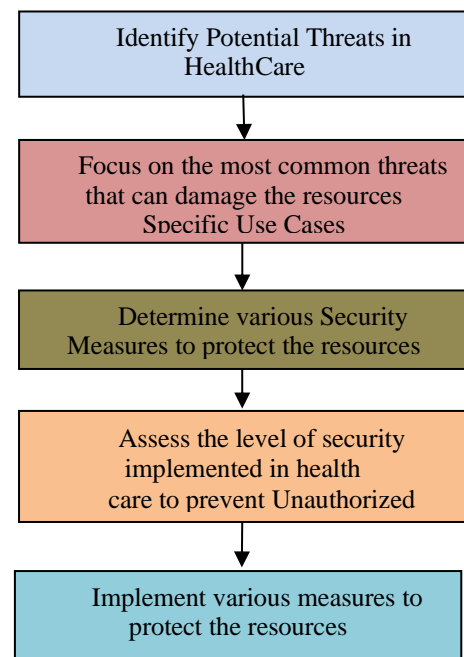 Identify Potential Threats in
HealthCare
Focus on the most common threats
that can damage the resources
Specific Use Cases
Determine various Security
Measures to protect the resources
Assess the level of security
implemented in health
care to prevent Unauthorized
Implement various measures to
protect the resources